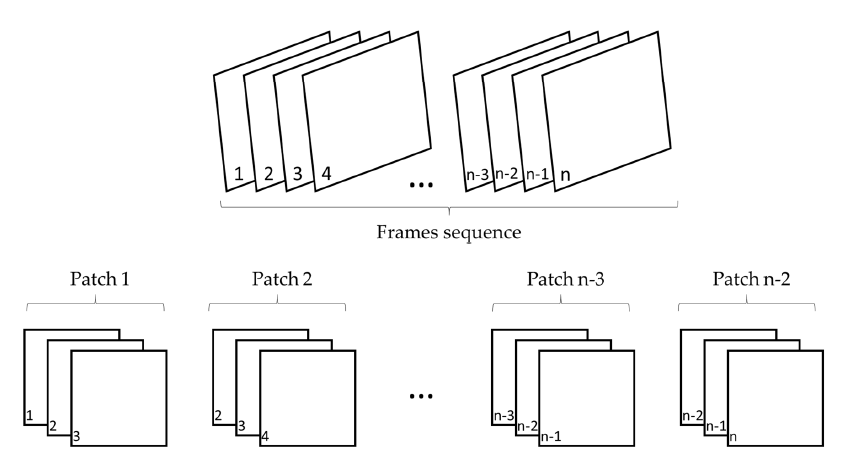 1 2 3 4 ... n-3 n-2 n-1 n
Frames sequence
Patch 1 Patch 2 Patch n-3 Patch n-2
1 2 3 2 3 4 ... n-3 n-2 n-1 n-2 n-1 n